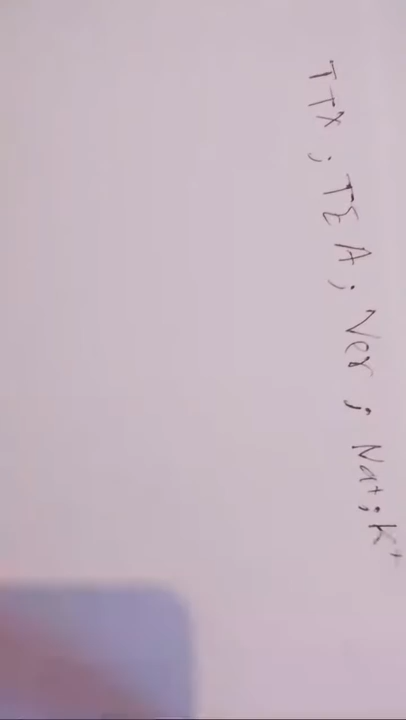 TTX ; TEA ; Ver ; Na+ ; K+